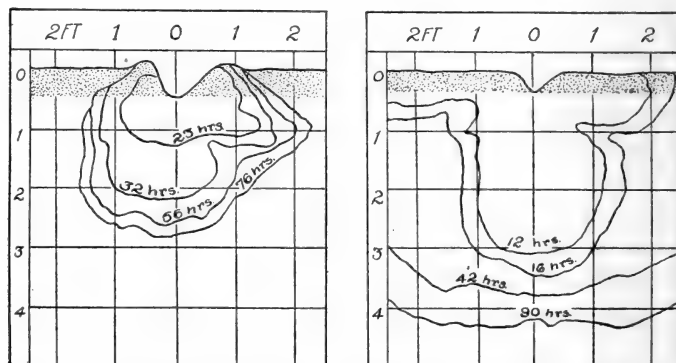 2FT 1 0 1 2
0
1
2
3
4
23 hrs.
32 hrs.
56 hrs.
76 hrs.
2FT 1 0 1 2
0
1
2
3
4
12 hrs.
16 hrs.
42 hrs.
90 hrs.